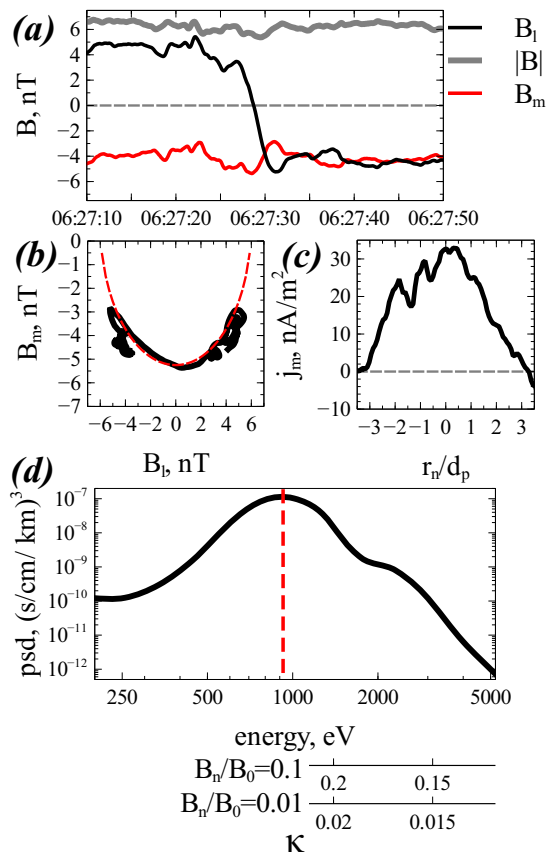 (a)
B, nT
6
4
2
0
−2
−4
−6
06:27:10 06:27:20 06:27:30 06:27:40 06:27:50
B_l
|B|
B_m
(b)
B_m, nT
0
−1
−2
−3
−4
−5
−6
−7
−6 −4 −2 0 2 4 6
B_l, nT
(c)
j_m, nA/m^2
30
20
10
0
−10
−3 −2 −1 0 1 2 3
r_n/d_p
(d)
psd, (s/cm/ km)^3
10^-7
10^-8
10^-9
10^-10
10^-11
10^-12
250 500 1000 2000 5000
energy, eV
B_n/B_0=0.1
0.2 0.15
B_n/B_0=0.01
0.02 0.015
κ